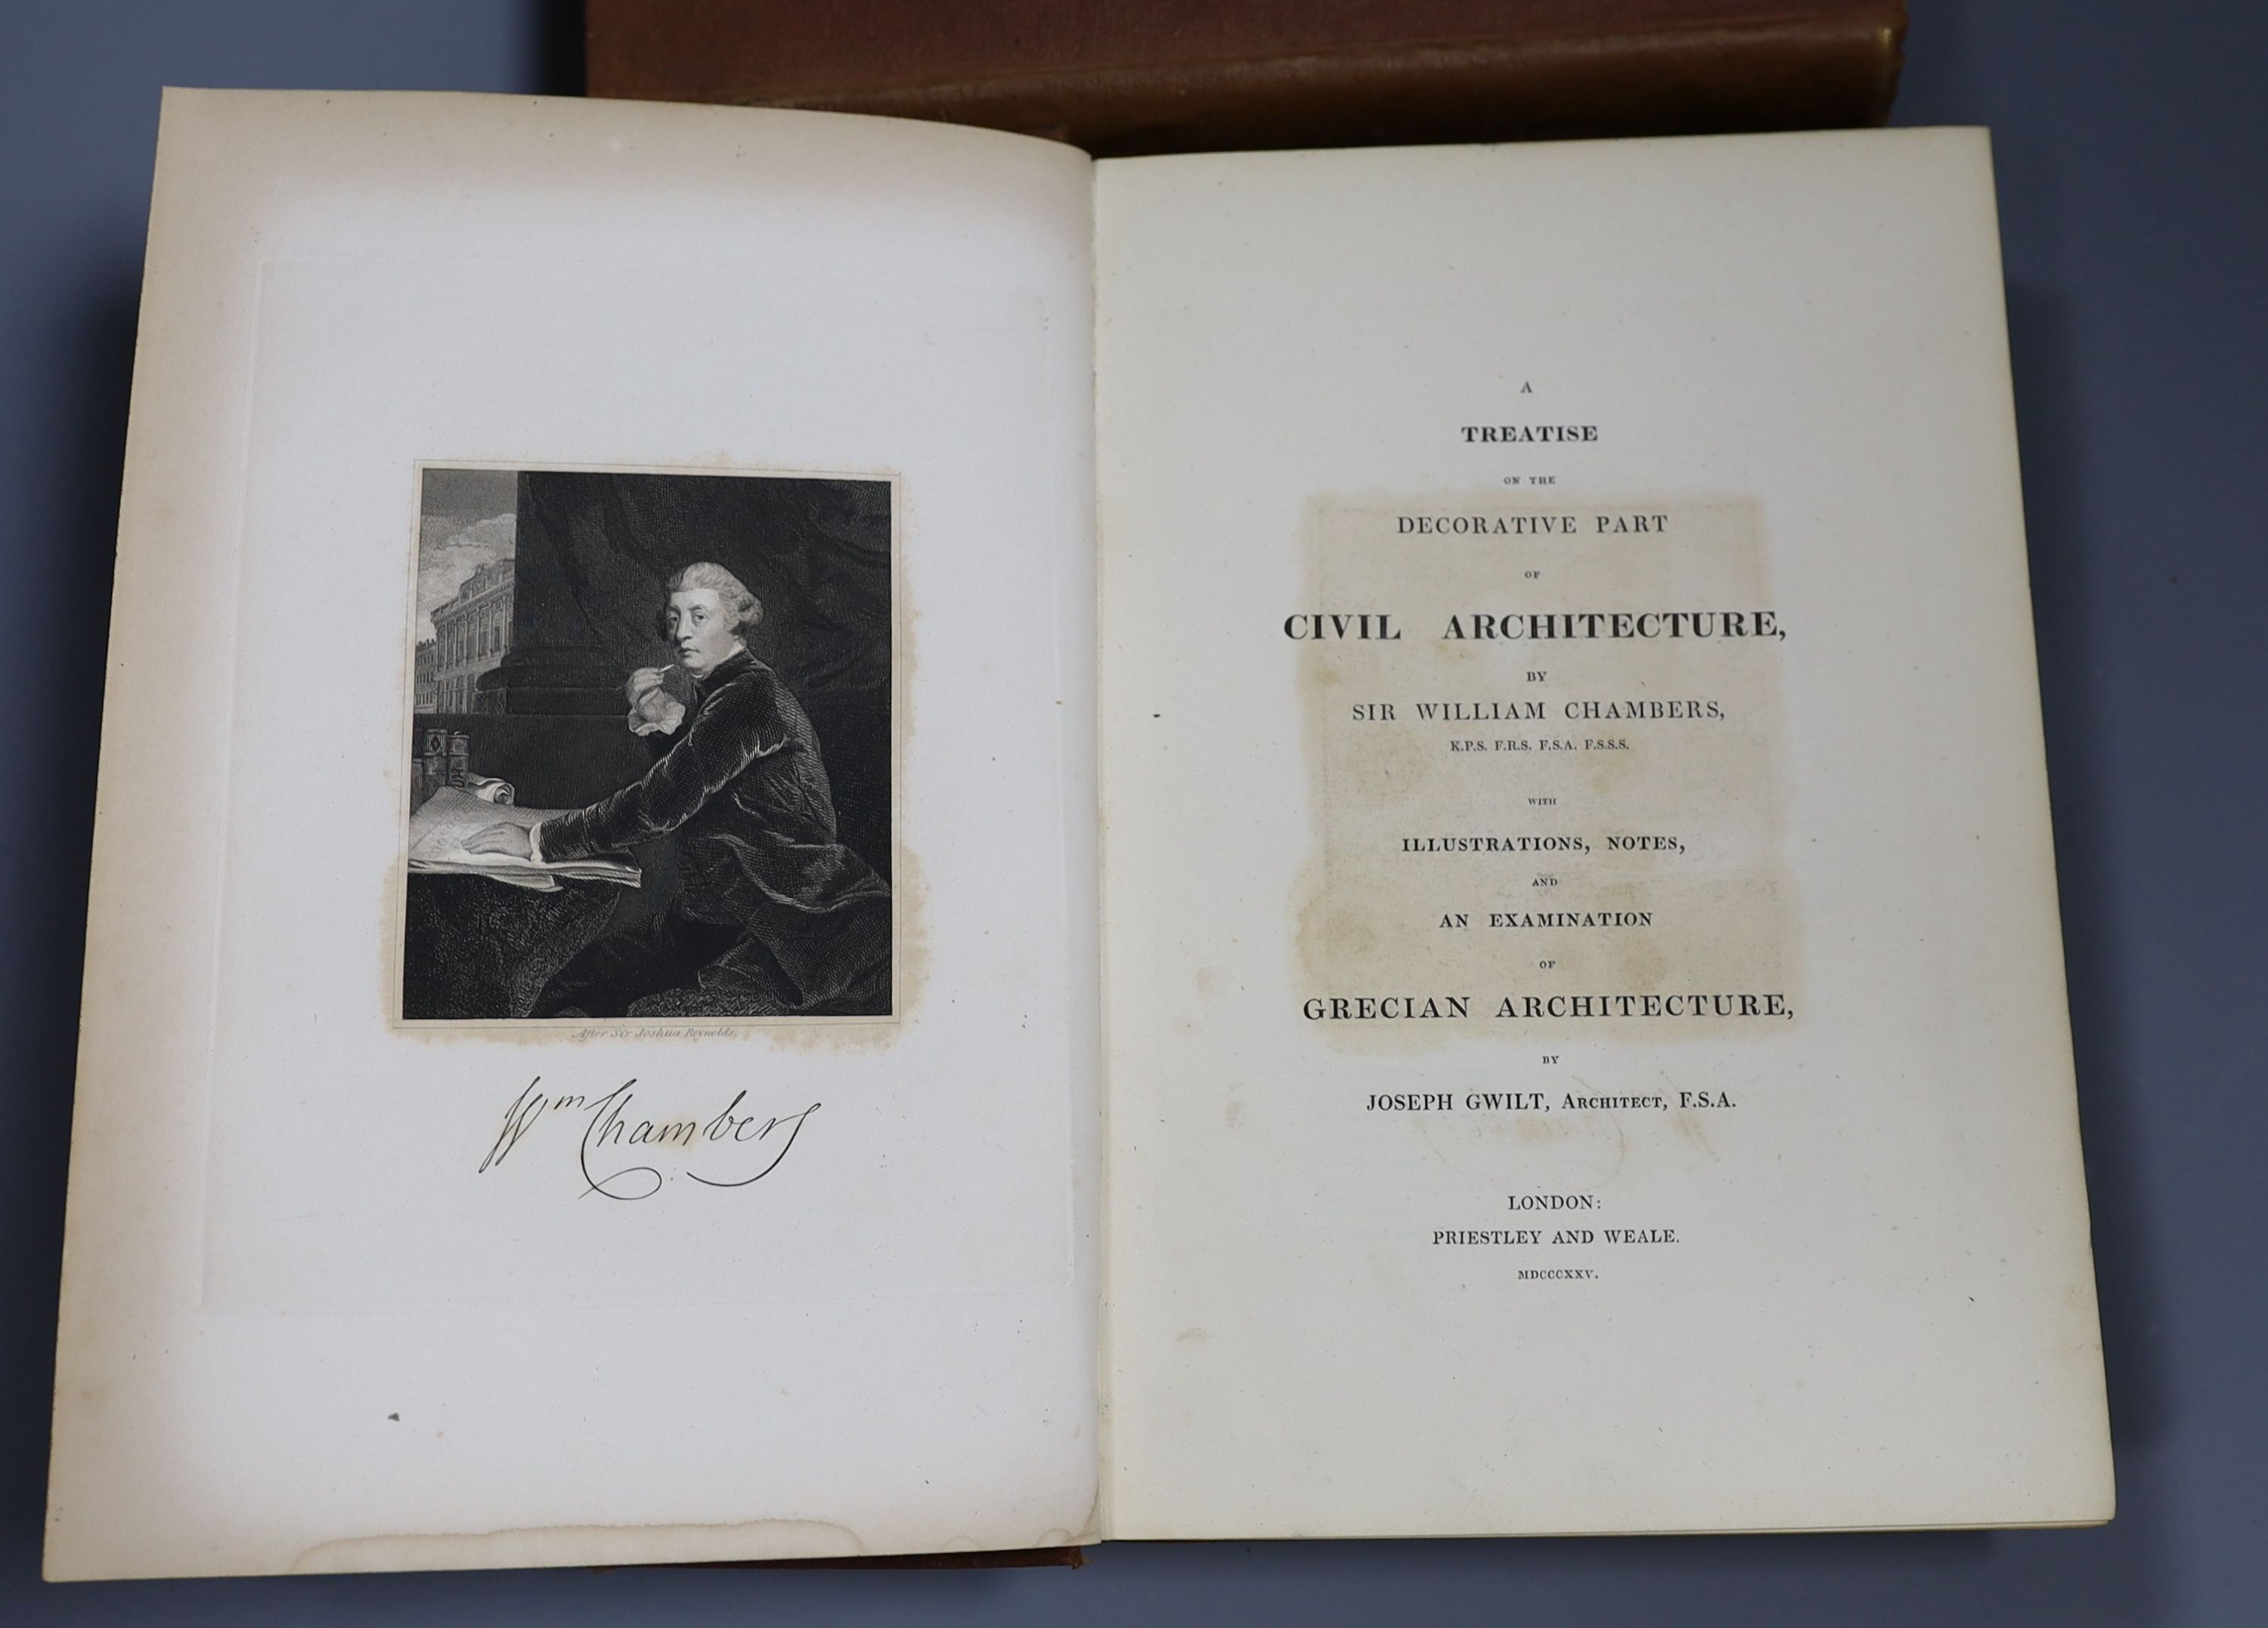 After Sir Joshua Reynolds.
Wm Chambers
A
TREATISE
ON THE
DECORATIVE PART
OF
CIVIL ARCHITECTURE,
BY
SIR WILLIAM CHAMBERS,
K.P.S. F.R.S. F.S.A. F.S.S.S.
WITH
ILLUSTRATIONS, NOTES,
AND
AN EXAMINATION
OF
GRECIAN ARCHITECTURE,
BY
JOSEPH GWILT, ARCHITECT, F.S.A.
LONDON:
PRIESTLEY AND WEALE.
MDCCCXXV.